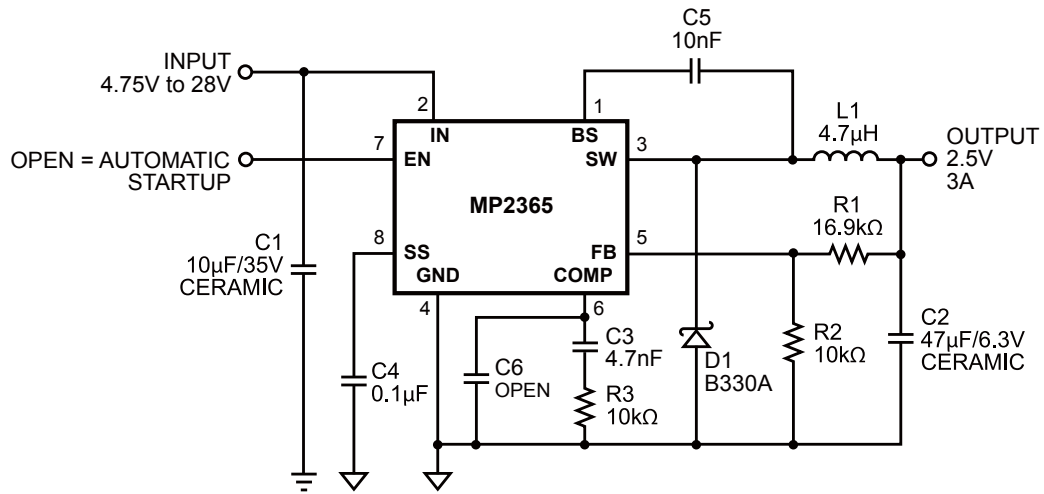 C5
10nF
INPUT
4.75V to 28V
2
1
IN
BS
L1
4.7µH
OUTPUT
2.5V
3A
7
EN
3
SW
OPEN = AUTOMATIC
STARTUP
MP2365
R1
16.9kΩ
8
SS
5
FB
C1
10µF/35V
CERAMIC
GND
COMP
4
6
C2
47µF/6.3V
CERAMIC
C3
4.7nF
R2
10kΩ
D1
B330A
C4
0.1µF
C6
OPEN
R3
10kΩ